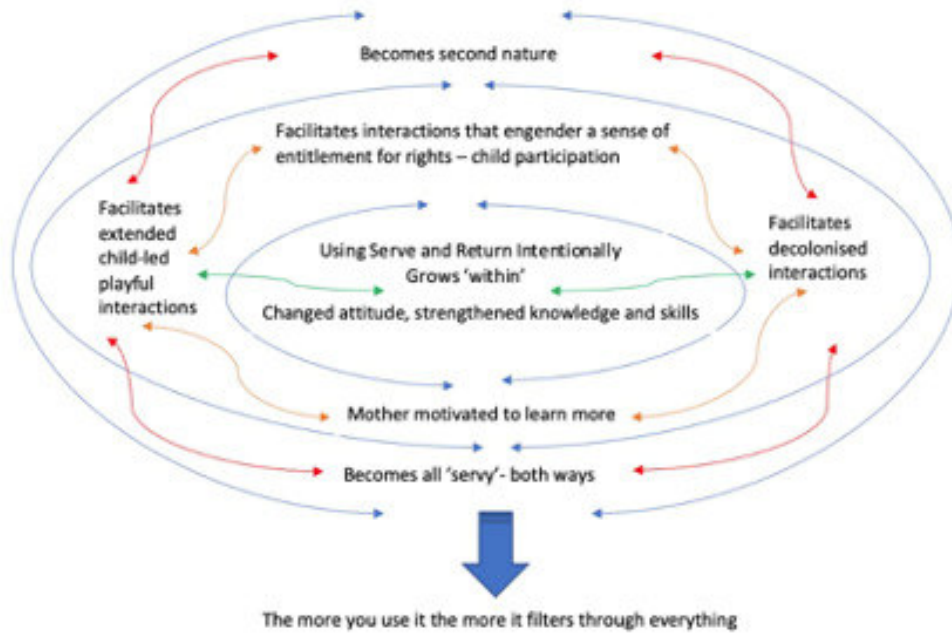 Becomes second nature
Facilitates interactions that engender a sense of
entitlement for rights – child participation
Facilitates
extended
child-led
playful
interactions
Using Serve and Return Intentionally
Grows ‘within’
Changed attitude, strengthened knowledge and skills
Facilitates
decolonised
interactions
Mother motivated to learn more
Becomes all ‘servy’- both ways
The more you use it the more it filters through everything